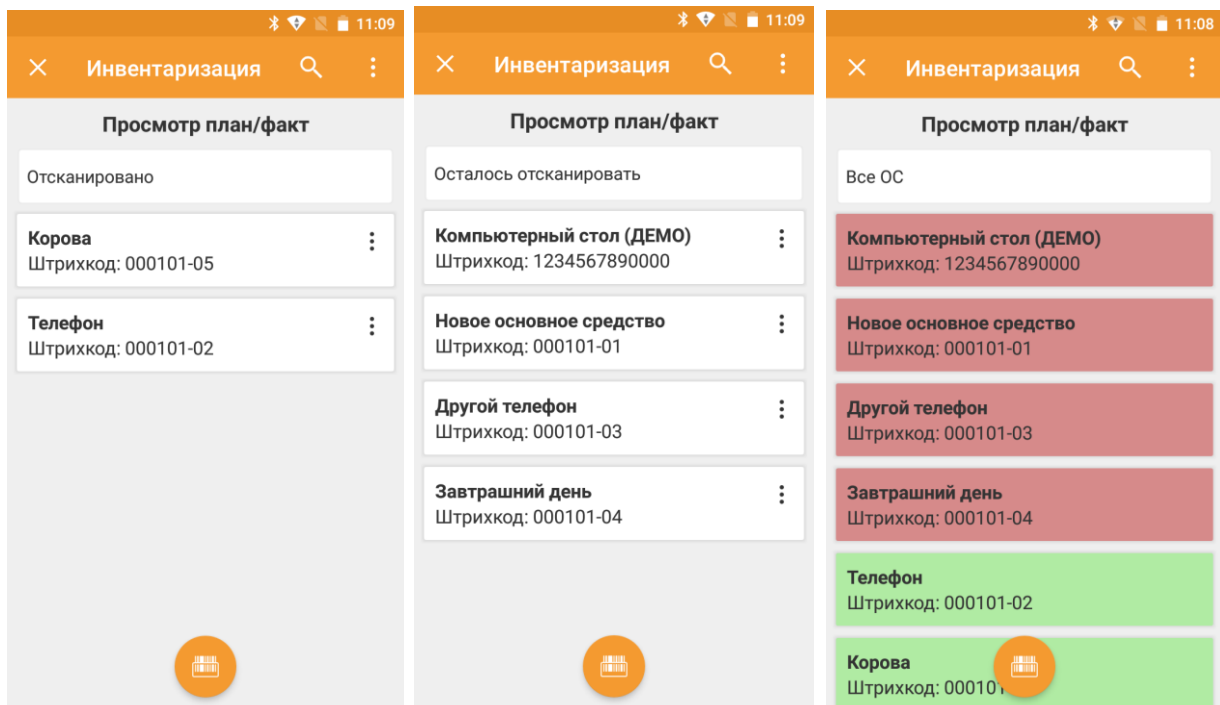 11:09
Инвентаризация
Просмотр план/факт
Отсканировано
Корова
Штрихкод: 000101-05
Телефон
Штрихкод: 000101-02
11:09
Инвентаризация
Просмотр план/факт
Осталось отсканировать
Компьютерный стол (ДЕМО)
Штрихкод: 1234567890000
Новое основное средство
Штрихкод: 000101-01
Другой телефон
Штрихкод: 000101-03
Завтрашний день
Штрихкод: 000101-04
11:08
Инвентаризация
Просмотр план/факт
Все ОС
Компьютерный стол (ДЕМО)
Штрихкод: 1234567890000
Новое основное средство
Штрихкод: 000101-01
Другой телефон
Штрихкод: 000101-03
Завтрашний день
Штрихкод: 000101-04
Телефон
Штрихкод: 000101-02
Корова
Штрихкод: 000101